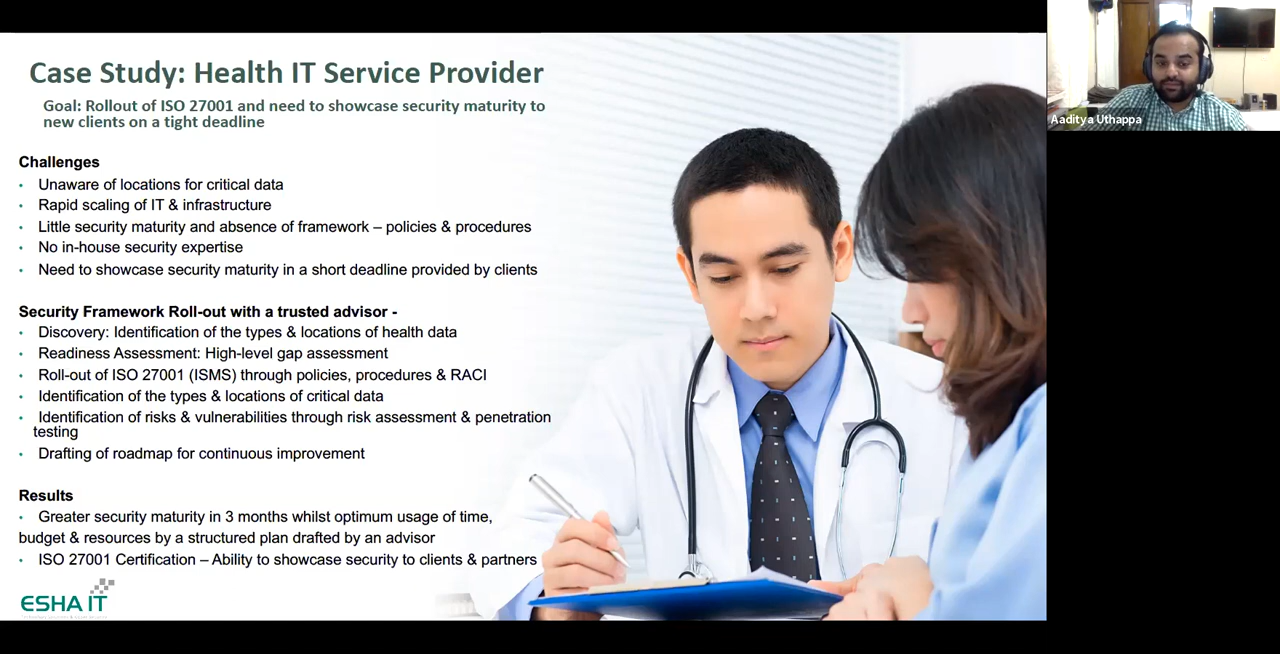 Case Study: Health IT Service Provider
Goal: Rollout of ISO 27001 and need to showcase security maturity to
new clients on a tight deadline
Challenges
• Unaware of locations for critical data
• Rapid scaling of IT & infrastructure
• Little security maturity and absence of framework – policies & procedures
• No in-house security expertise
• Need to showcase security maturity in a short deadline provided by clients
Security Framework Roll-out with a trusted advisor -
• Discovery: Identification of the types & locations of health data
• Readiness Assessment: High-level gap assessment
• Roll-out of ISO 27001 (ISMS) through policies, procedures & RACI
• Identification of the types & locations of critical data
• Identification of risks & vulnerabilities through risk assessment & penetration
testing
• Drafting of roadmap for continuous improvement
Results
• Greater security maturity in 3 months whilst optimum usage of time,
budget & resources by a structured plan drafted by an advisor
• ISO 27001 Certification – Ability to showcase security to clients & partners
ESHA IT
Aaditya Uthappa